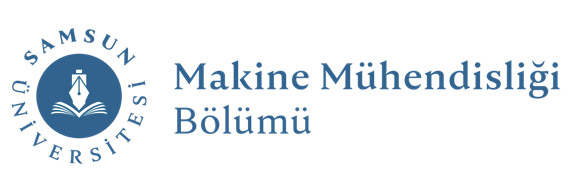 SAMSUN
ÜNİVERSİTESİ
Makine Mühendisliği
Bölümü